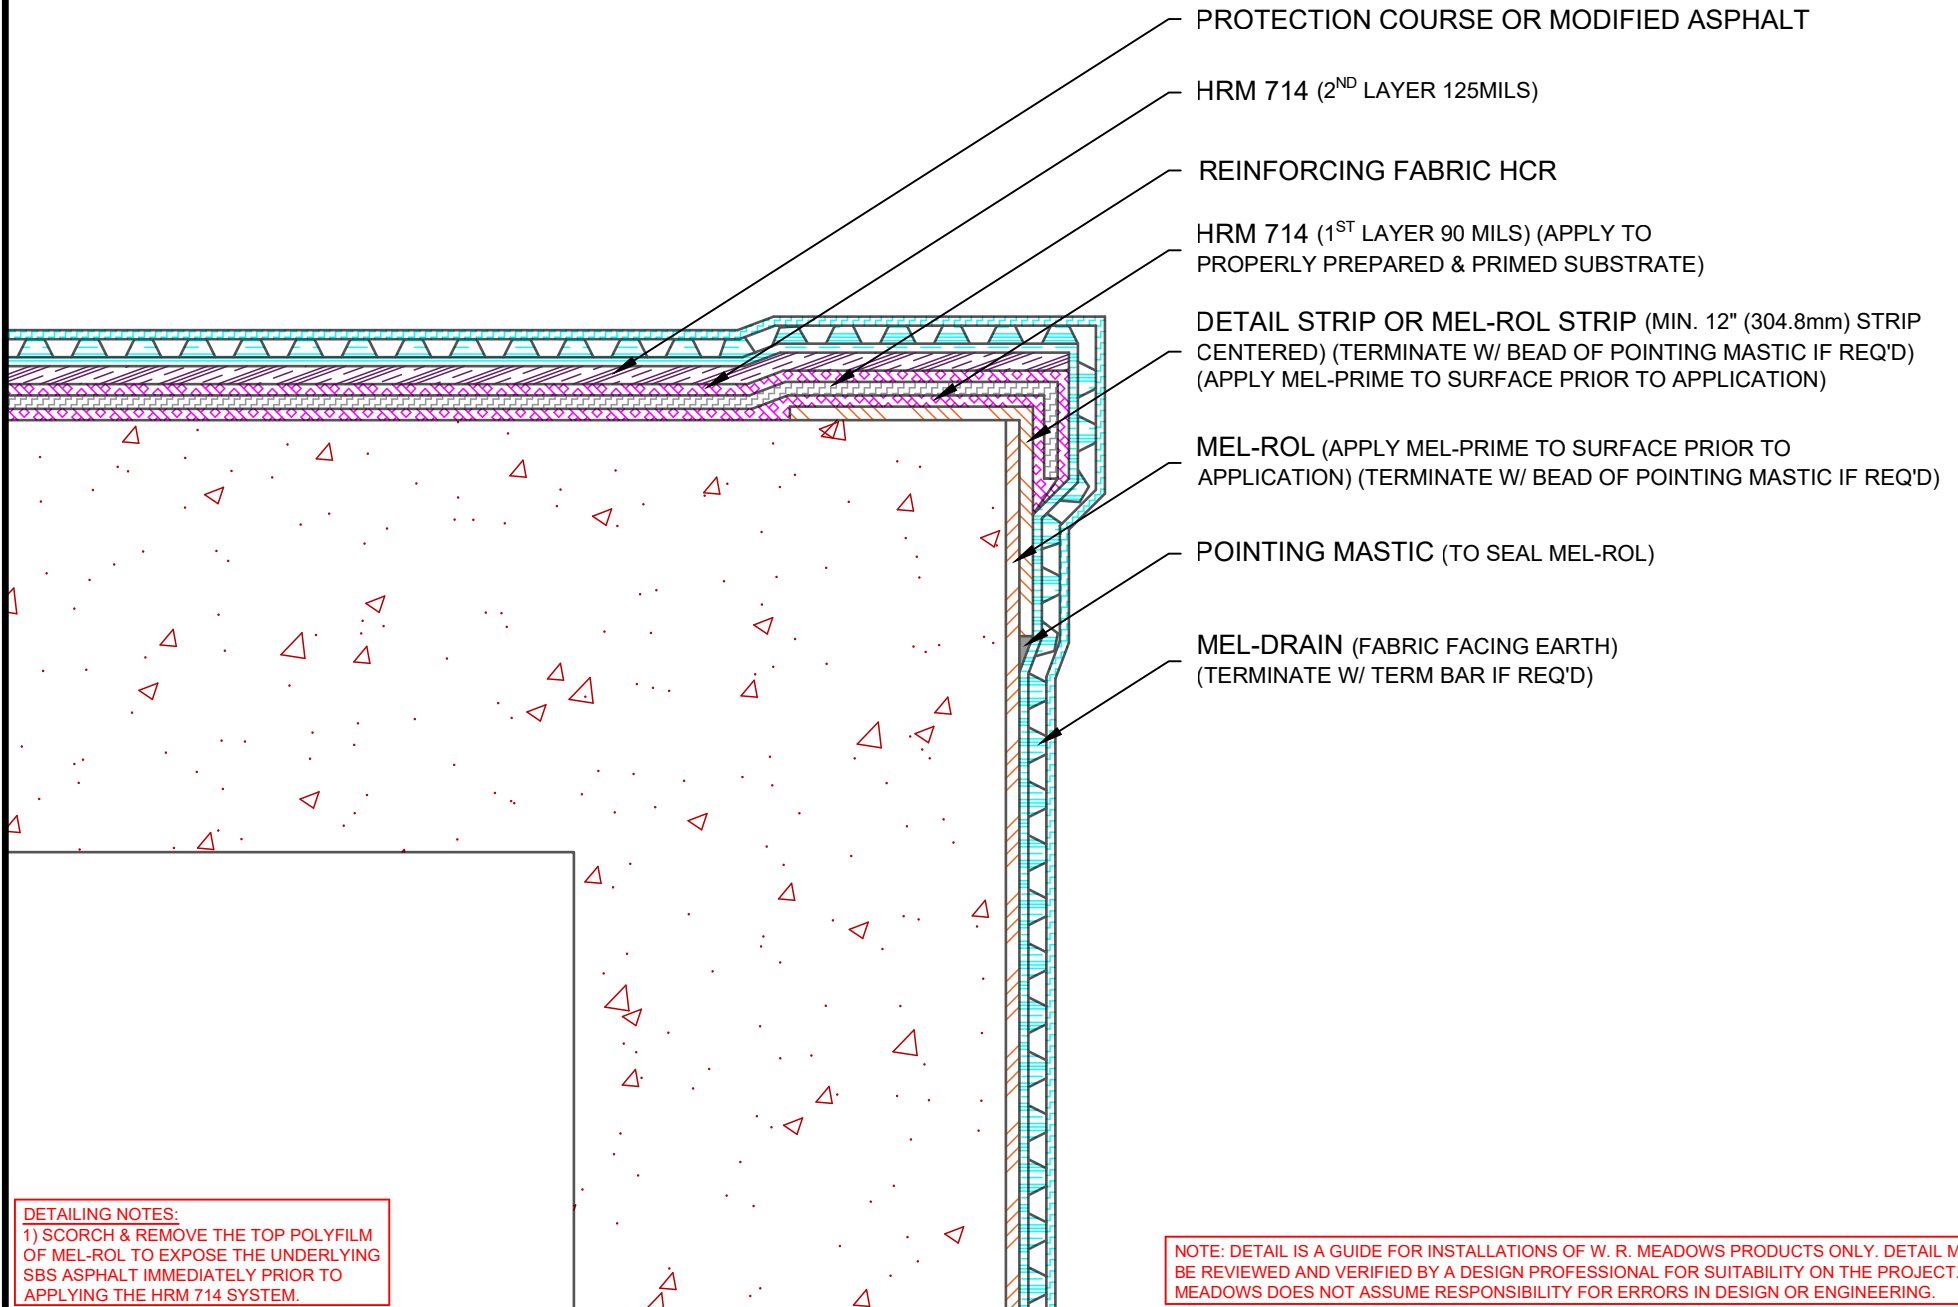 PROTECTION COURSE OR MODIFIED ASPHALT
HRM 714 (2ND LAYER 125MILS)
REINFORCING FABRIC HCR
HRM 714 (1ST LAYER 90 MILS) (APPLY TO
PROPERLY PREPARED & PRIMED SUBSTRATE)
DETAIL STRIP OR MEL-ROL STRIP (MIN. 12" (304.8mm) STRIP
CENTERED) (TERMINATE W/ BEAD OF POINTING MASTIC IF REQ'D)
(APPLY MEL-PRIME TO SURFACE PRIOR TO APPLICATION)
MEL-ROL (APPLY MEL-PRIME TO SURFACE PRIOR TO
APPLICATION) (TERMINATE W/ BEAD OF POINTING MASTIC IF REQ'D)
POINTING MASTIC (TO SEAL MEL-ROL)
MEL-DRAIN (FABRIC FACING EARTH)
(TERMINATE W/ TERM BAR IF REQ'D)
DETAILING NOTES:
1) SCORCH & REMOVE THE TOP POLYFILM
OF MEL-ROL TO EXPOSE THE UNDERLYING
SBS ASPHALT IMMEDIATELY PRIOR TO
APPLYING THE HRM 714 SYSTEM.
NOTE: DETAIL IS A GUIDE FOR INSTALLATIONS OF W. R. MEADOWS PRODUCTS ONLY. DETAIL
BE REVIEWED AND VERIFIED BY A DESIGN PROFESSIONAL FOR SUITABILITY ON THE PROJECT.
MEADOWS DOES NOT ASSUME RESPONSIBILITY FOR ERRORS IN DESIGN OR ENGINEERING.